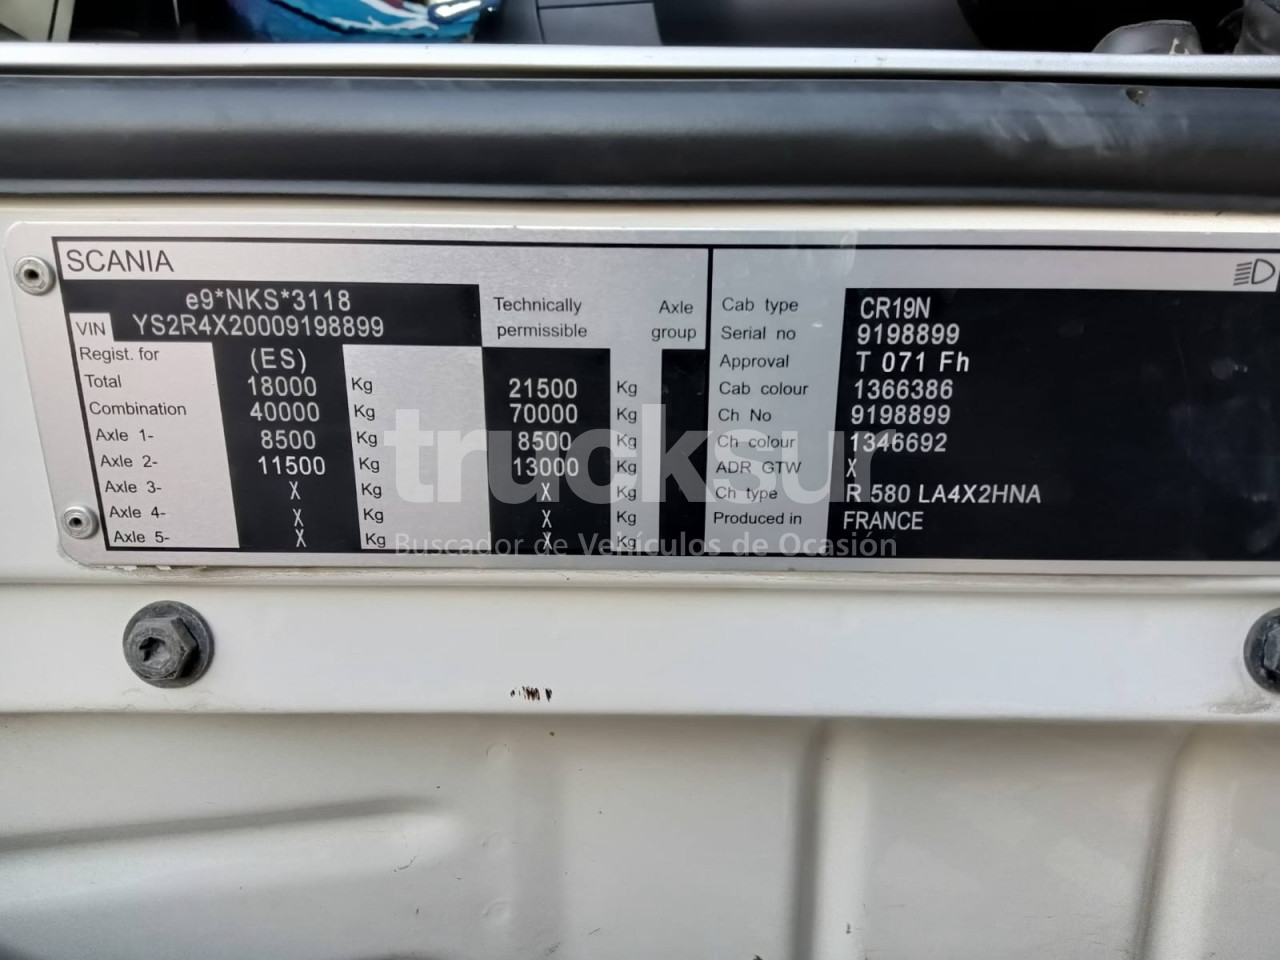 SCANIA
e9*NKS*3118
VIN YS2R4X20009198899
Technically permissible
Axle group
Regist. for (ES)
Total 18000 Kg 21500 Kg
Combination 40000 Kg 70000 Kg
Axle 1- 8500 Kg 8500 Kg
Axle 2- 11500 Kg 13000 Kg
Axle 3- X Kg X Kg
Axle 4- X Kg X Kg
Axle 5- X Kg X Kg
Cab type CR19N
Serial no 9198899
Approval T 071 Fh
Cab colour 1366386
Ch No 9198899
Ch colour 1346692
ADR GTW X
Ch type R 580 LA4X2HNA
Produced in FRANCE
trucksur
Buscador de Vehículos de Ocasión